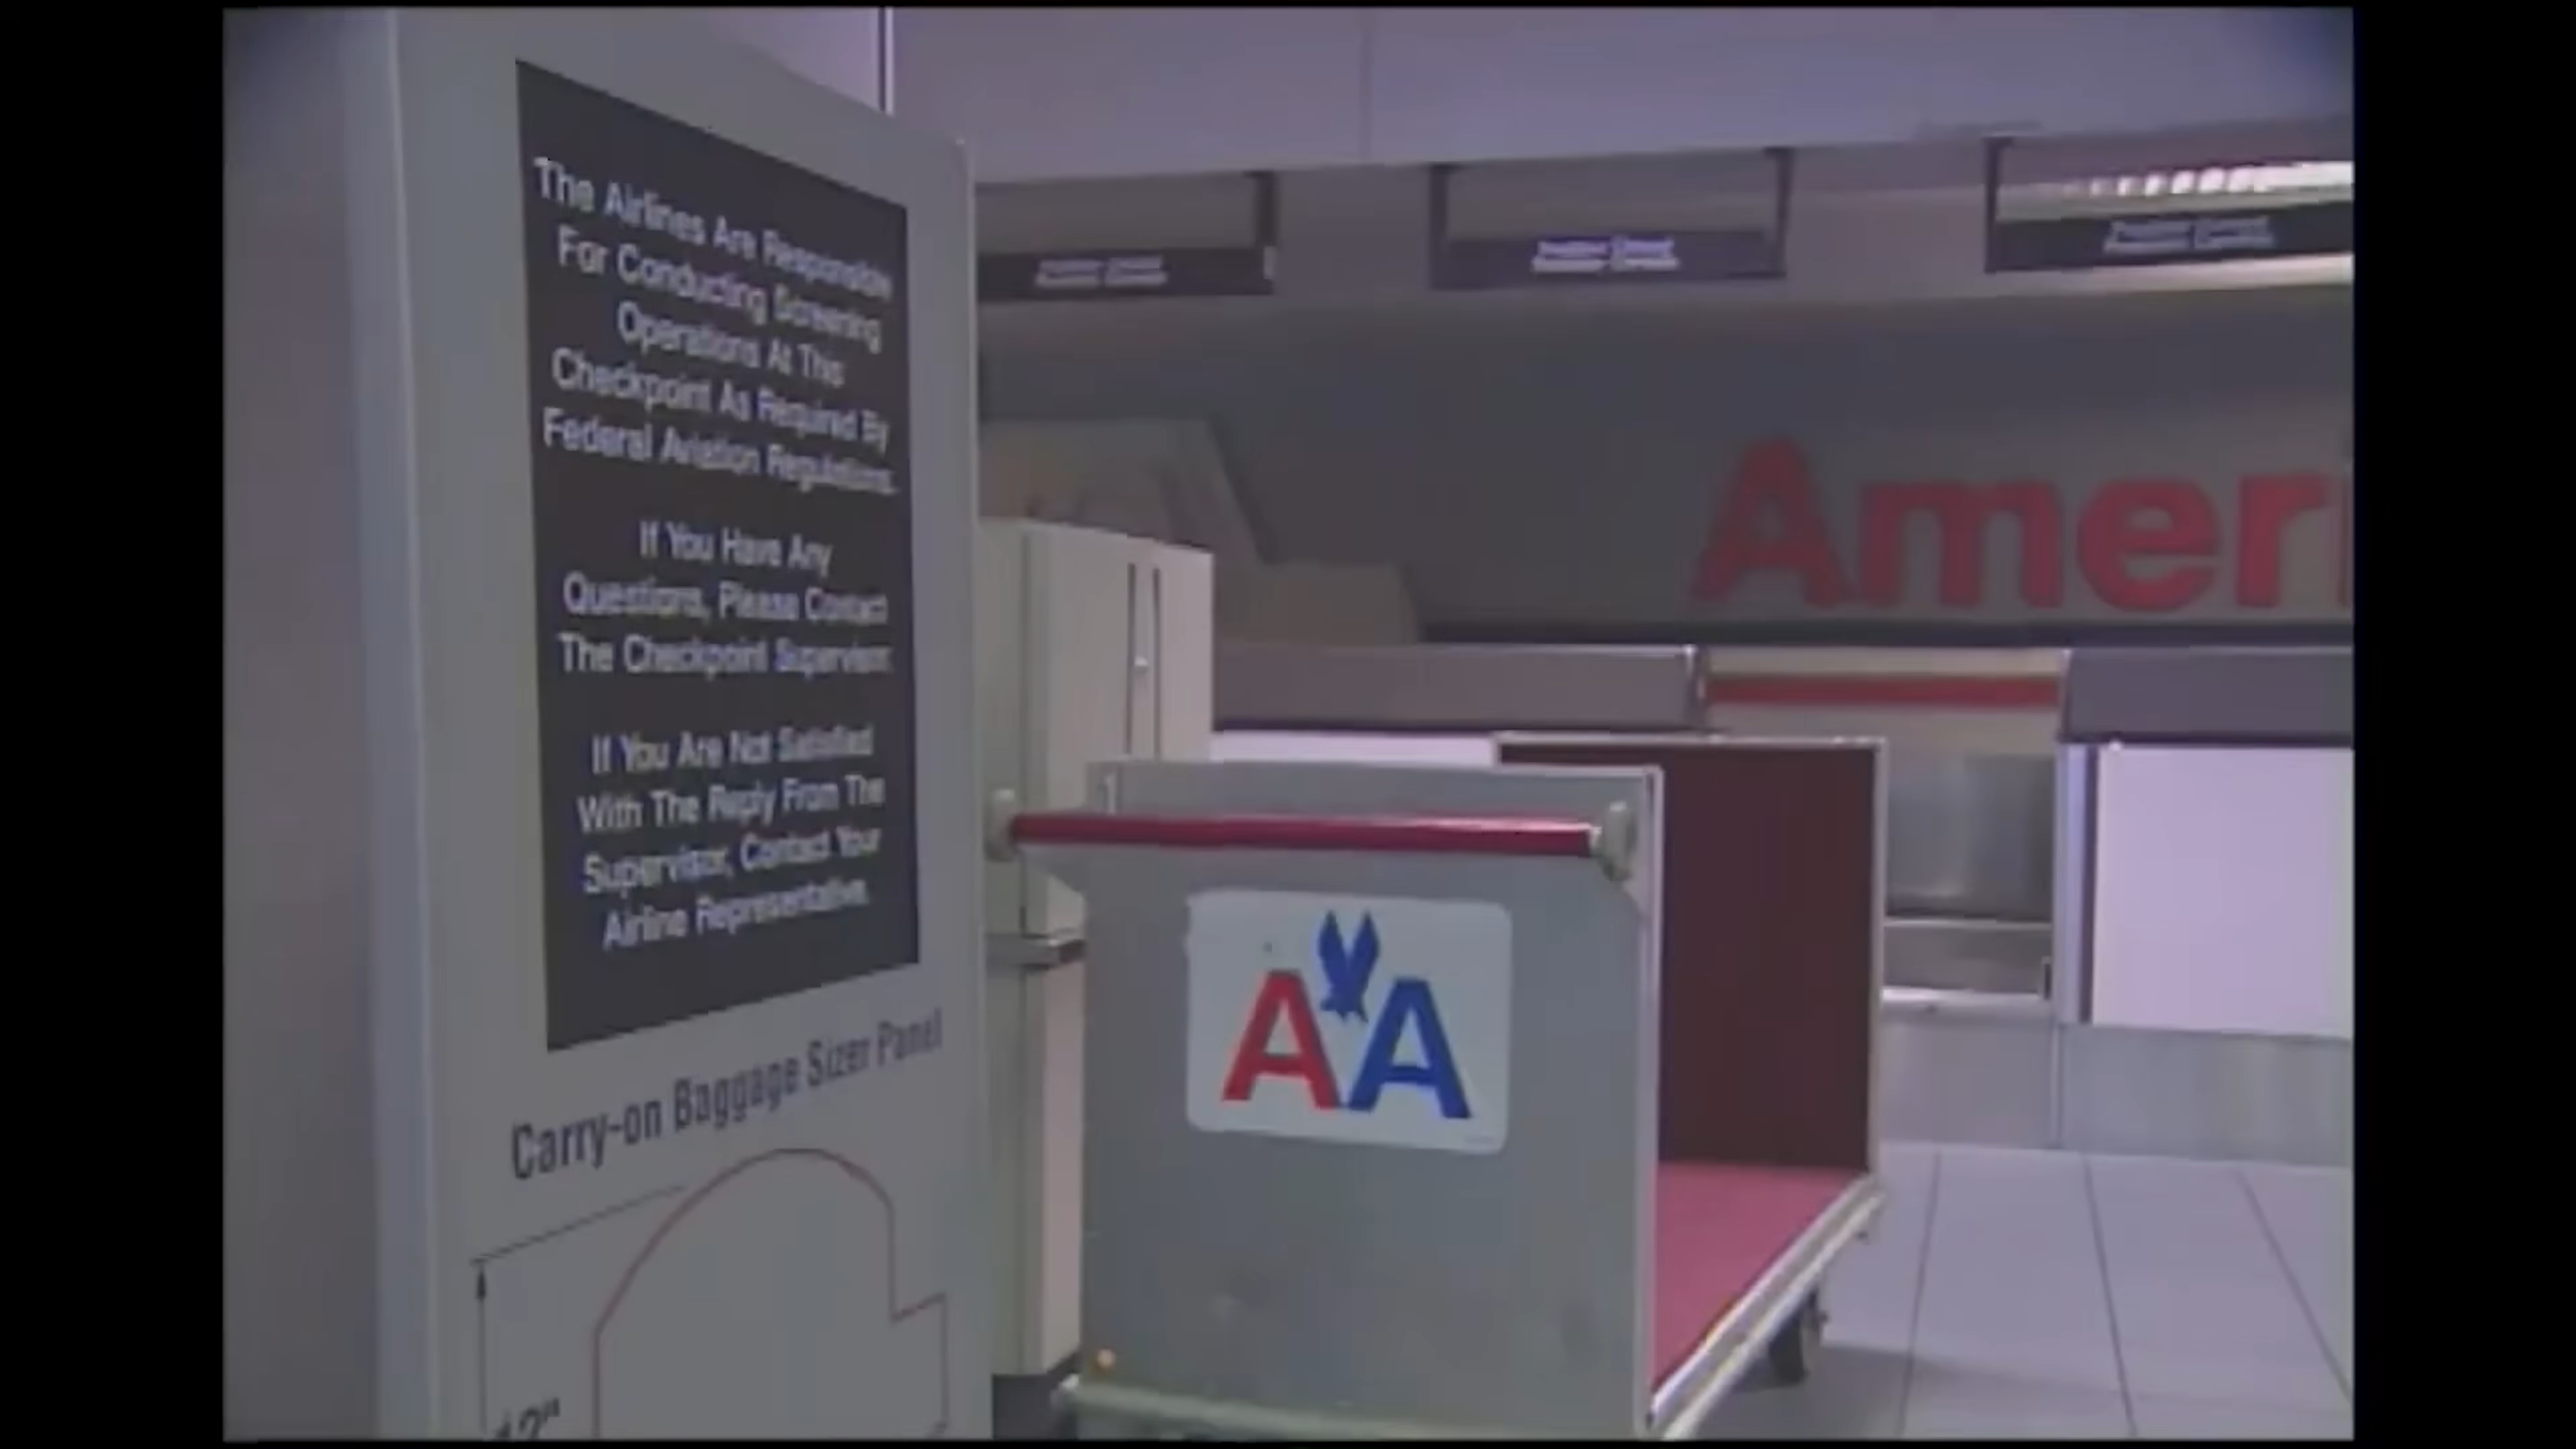 The Airlines Are Responsible
For Conducting Screening
Operations At This
Checkpoint As Required By
Federal Aviation Regulations.
If You Have Any
Questions, Please Contact
The Checkpoint Supervisor.
If You Are Not Satisfied
With The Reply From The
Supervisor, Contact Your
Airline Representative.
Carry-on Baggage Sizer Panel
12"
AA
Ameri